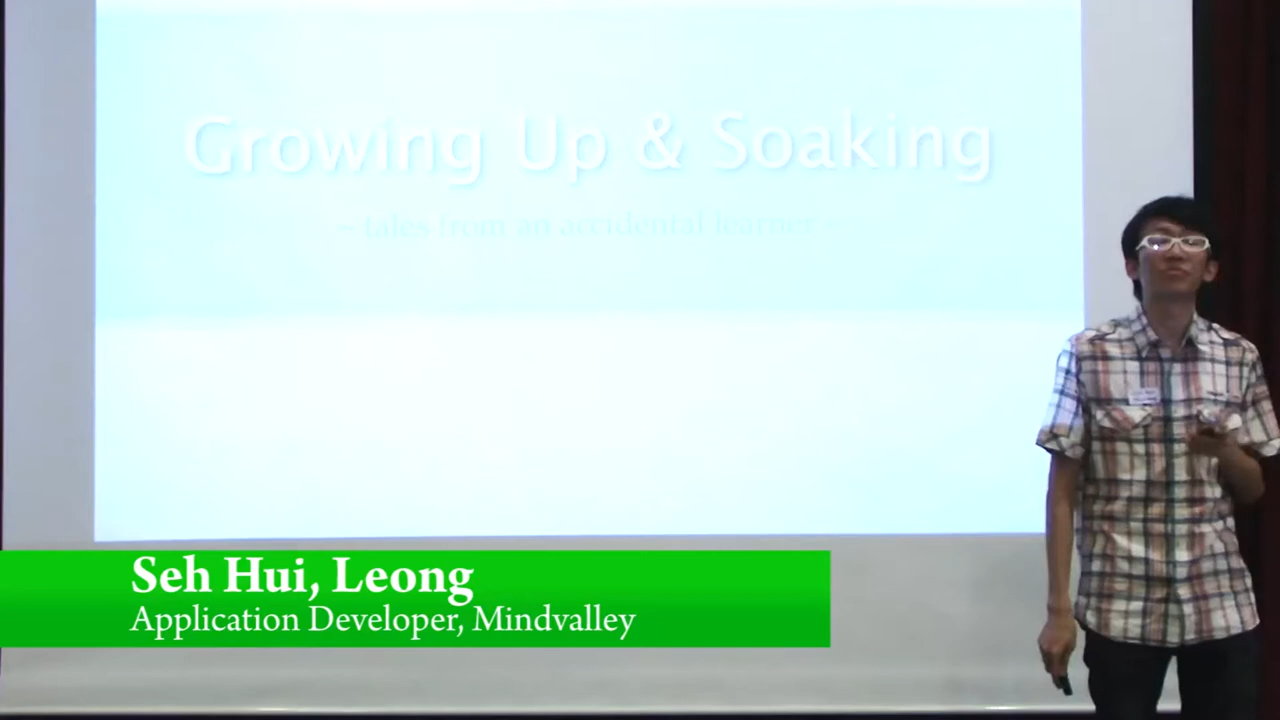 Growing Up & Soaking
- tales from an accidental learner -
Seh Hui, Leong
Application Developer, Mindvalley